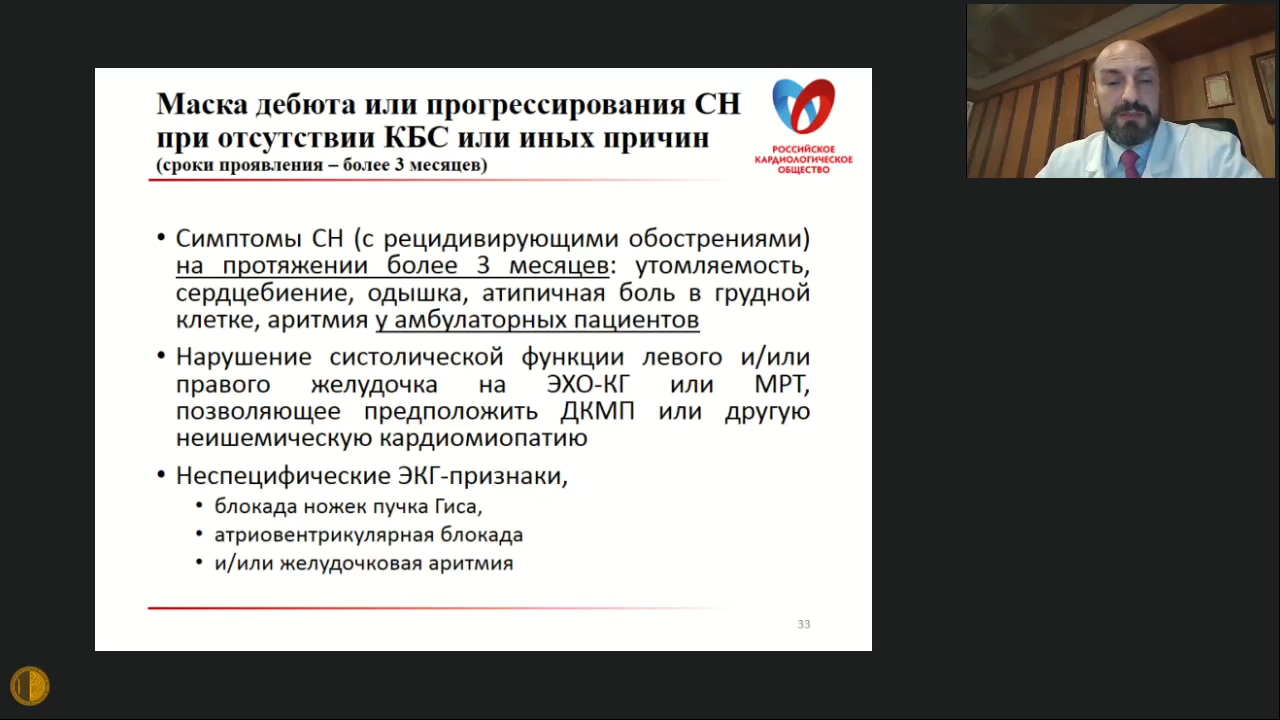 Маска дебюта или прогрессирования СН
при отсутствии КБС или иных причин
(сроки проявления – более 3 месяцев)
РОССИЙСКОЕ
КАРДИОЛОГИЧЕСКОЕ
ОБЩЕСТВО
• Симптомы СН (с рецидивирующими обострениями)
на протяжении более 3 месяцев: утомляемость,
сердцебиение, одышка, атипичная боль в грудной
клетке, аритмия у амбулаторных пациентов
• Нарушение систолической функции левого и/или
правого желудочка на ЭХО-КГ или МРТ,
позволяющее предположить ДКМП или другую
неишемическую кардиомиопатию
• Неспецифические ЭКГ-признаки,
• блокада ножек пучка Гиса,
• атриовентрикулярная блокада
• и/или желудочковая аритмия
33